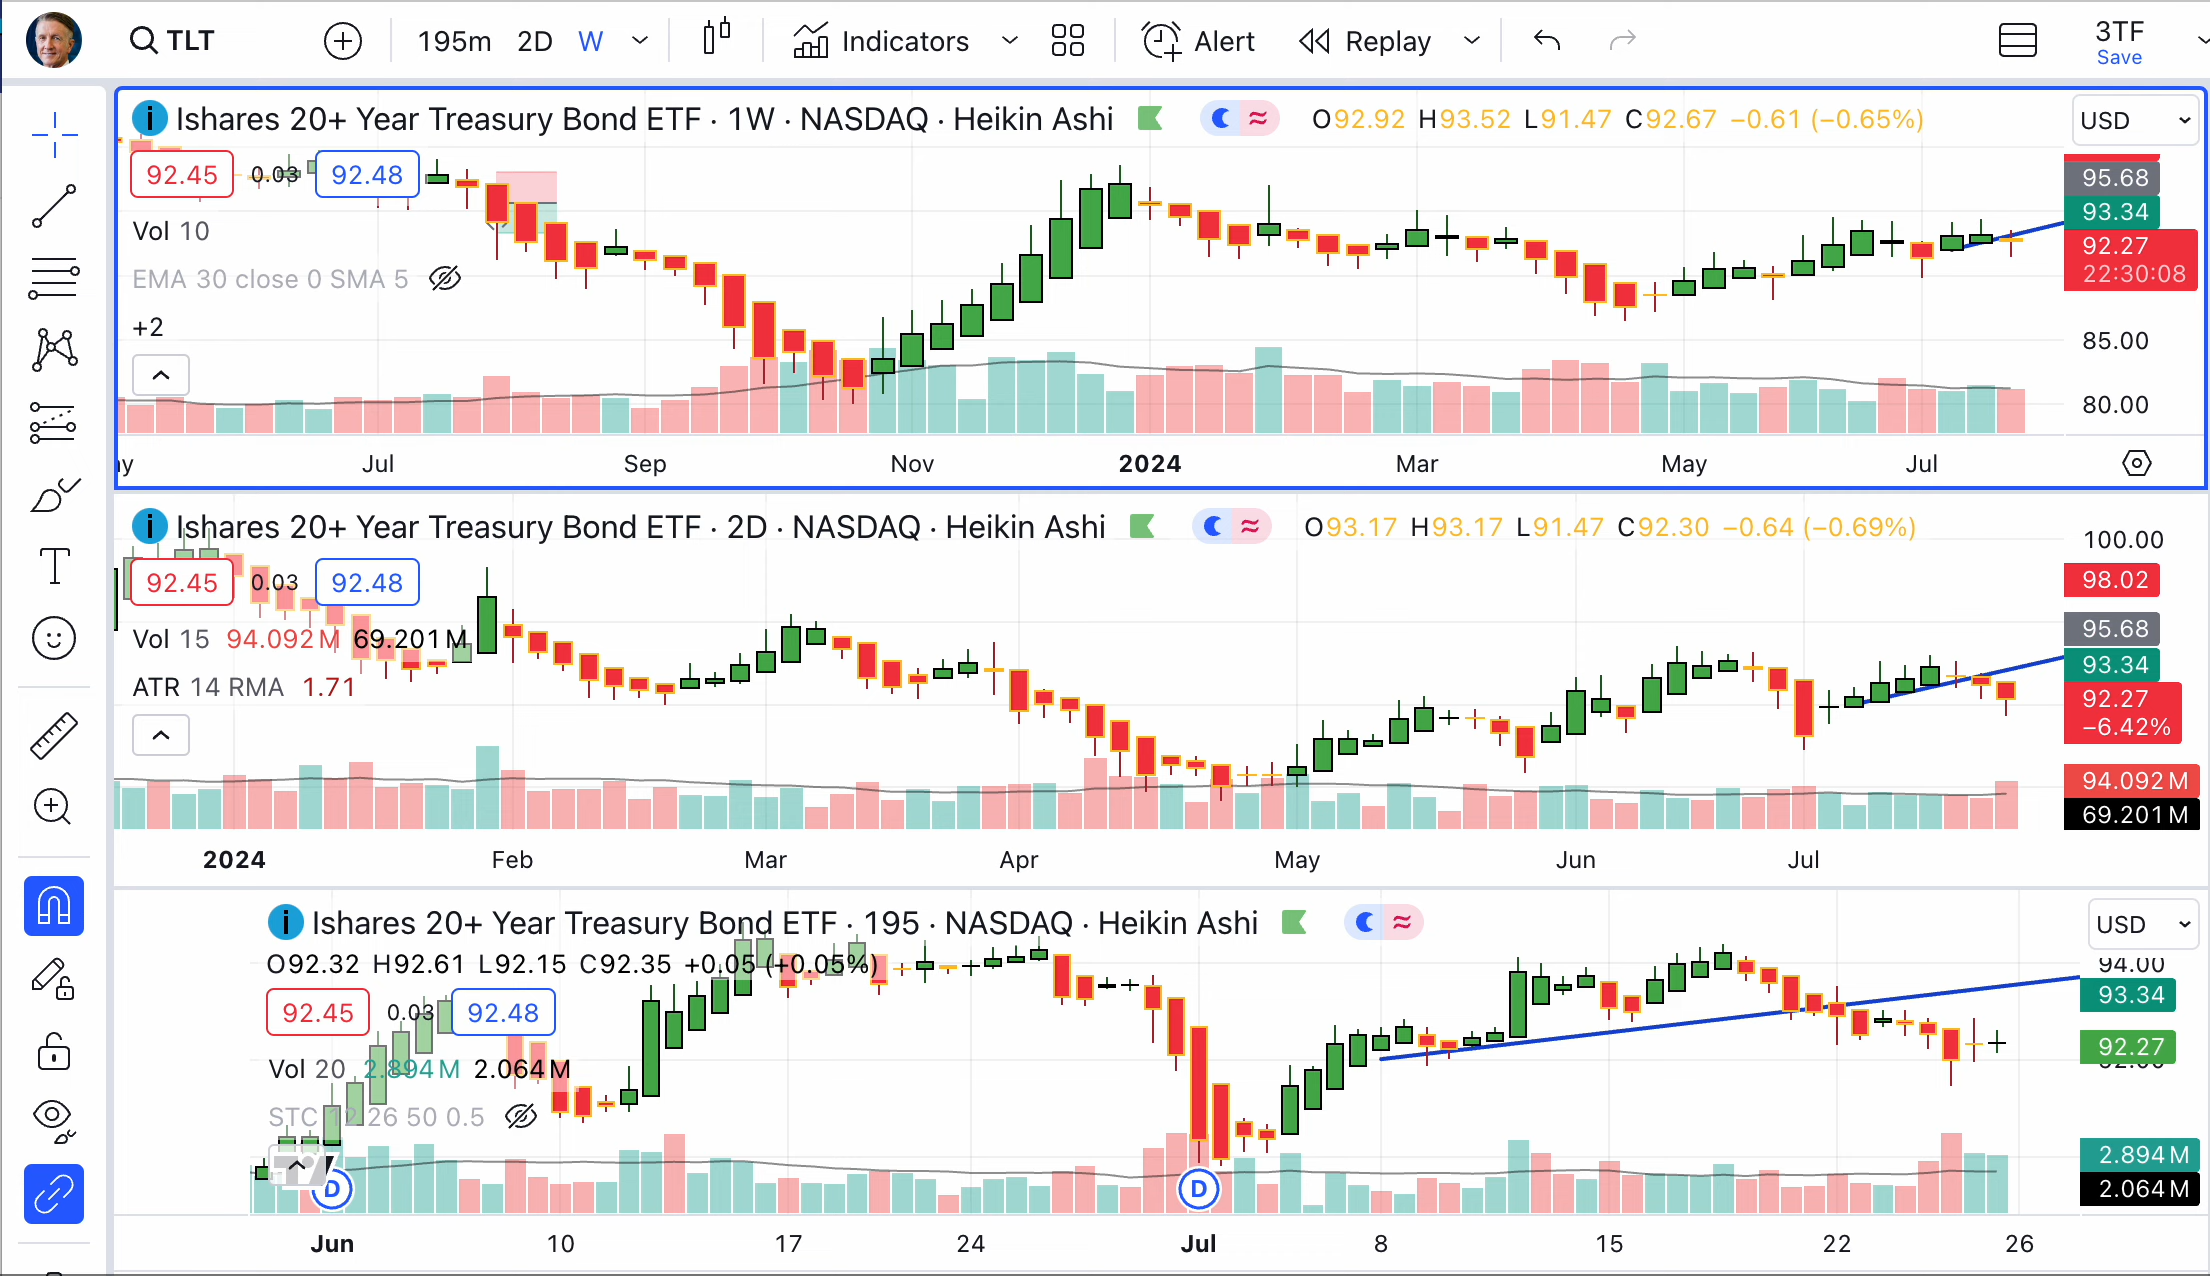 TLT
195m 2D W Indicators Alert Replay 3TF
Save
Ishares 20+ Year Treasury Bond ETF · 1W · NASDAQ · Heikin Ashi O92.92 H93.52 L91.47 C92.67 −0.61 (−0.65%)
USD
92.45 0.03 92.48
95.68
93.34
Vol 10
92.27
22:30:08
EMA 30 close 0 SMA 5
+2
85.00
80.00
Jul Sep Nov 2024 Mar May Jul
Ishares 20+ Year Treasury Bond ETF · 2D · NASDAQ · Heikin Ashi O93.17 H93.17 L91.47 C92.30 −0.64 (−0.69%)
100.00
92.45 0.03 92.48
98.02
95.68
Vol 15 94.092M 69.201M
93.34
ATR 14 RMA 1.71
92.27
−6.42%
94.092M
69.201M
2024 Feb Mar Apr May Jun Jul
Ishares 20+ Year Treasury Bond ETF · 195 · NASDAQ · Heikin Ashi
USD
O92.32 H92.61 L92.15 C92.35 +0.05 (+0.05%)
94.00
93.34
92.45 0.03 92.48
92.27
Vol 20 2.894M 2.064M
STC 12 26 50 0.5
2.894M
2.064M
D D
Jun 10 17 24 Jul 8 15 22 26